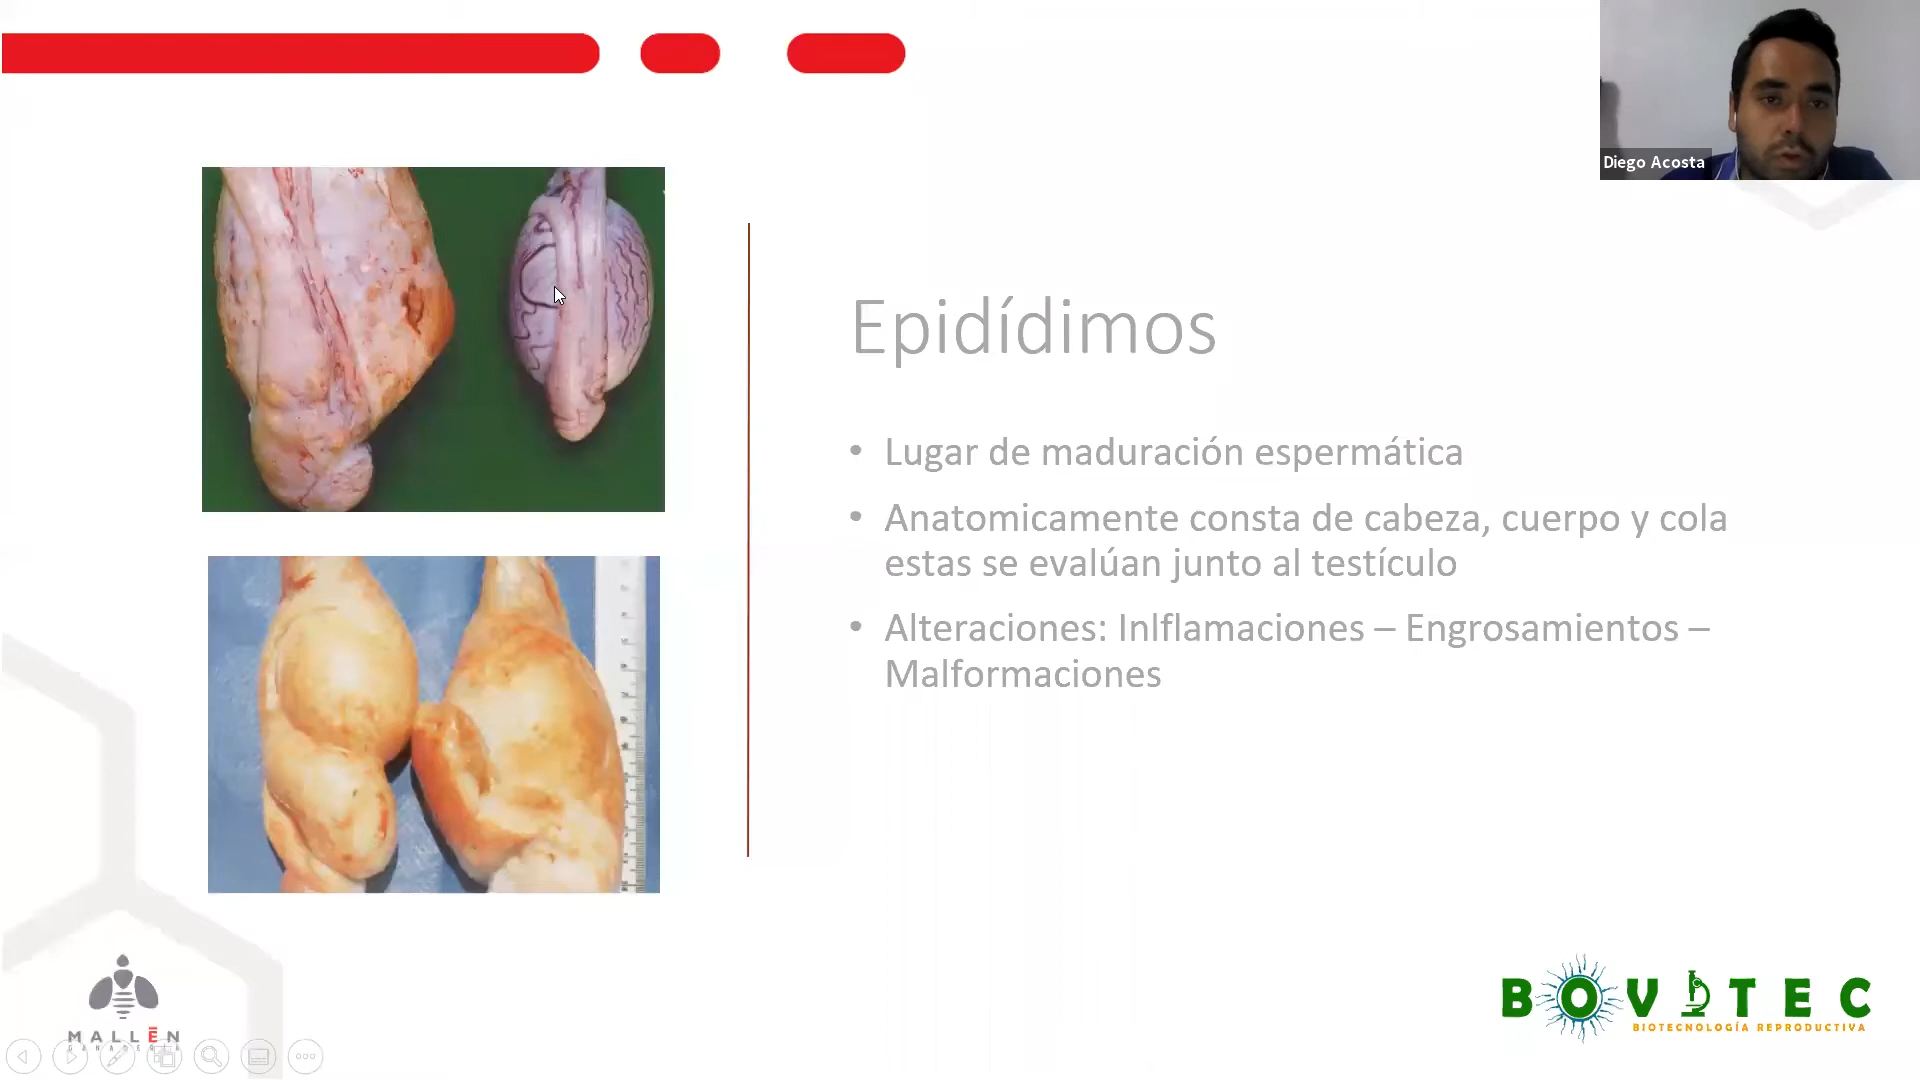 Diego Acosta
Epidídimos
• Lugar de maduración espermática
• Anatomicamente consta de cabeza, cuerpo y cola
estas se evalúan junto al testículo
• Alteraciones: Inlflamaciones – Engrosamientos –
Malformaciones
MALLĒN
BOVITEC
BIOTECNOLOGÍA REPRODUCTIVA